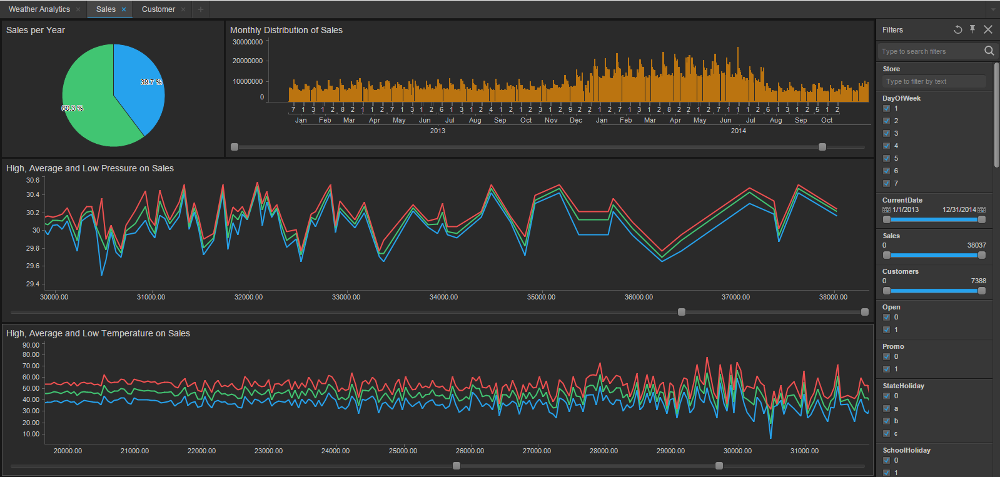 Weather Analytics × Sales × Customer × +
Sales per Year
39.7 %
60.3 %
Monthly Distribution of Sales
30000000
20000000
10000000
0
7 1 3 1 2 8 2 1 1 2 7 1 3 1 2 6 1 3 1 2 4 1 2 1 2 3 1 2 9 2 2 1 2 7 1 3 1 2 8 2 2 1 2 7 1 1 1 2 6 1 3 1 2 5 1 2
Jan Feb Mar Apr May Jun Jul Aug Sep Oct Nov Dec Jan Feb Mar Apr May Jun Jul Aug Sep Oct
2013 2014
High, Average and Low Pressure on Sales
30.6
30.4
30.2
30
29.8
29.6
29.4
30000.00 31000.00 32000.00 33000.00 34000.00 35000.00 36000.00 37000.00 38000.00
High, Average and Low Temperature on Sales
90.00
80.00
70.00
60.00
50.00
40.00
30.00
20.00
10.00
20000.00 21000.00 22000.00 23000.00 24000.00 25000.00 26000.00 27000.00 28000.00 29000.00 30000.00 31000.00
Filters
Type to search filters
Store
Type to filter by text
DayOfWeek
1
2
3
4
5
6
7
CurrentDate
1/1/2013 12/31/2014
Sales
0 38037
Customers
0 7388
Open
0
1
Promo
0
1
StateHoliday
0
a
b
c
SchoolHoliday
0
1